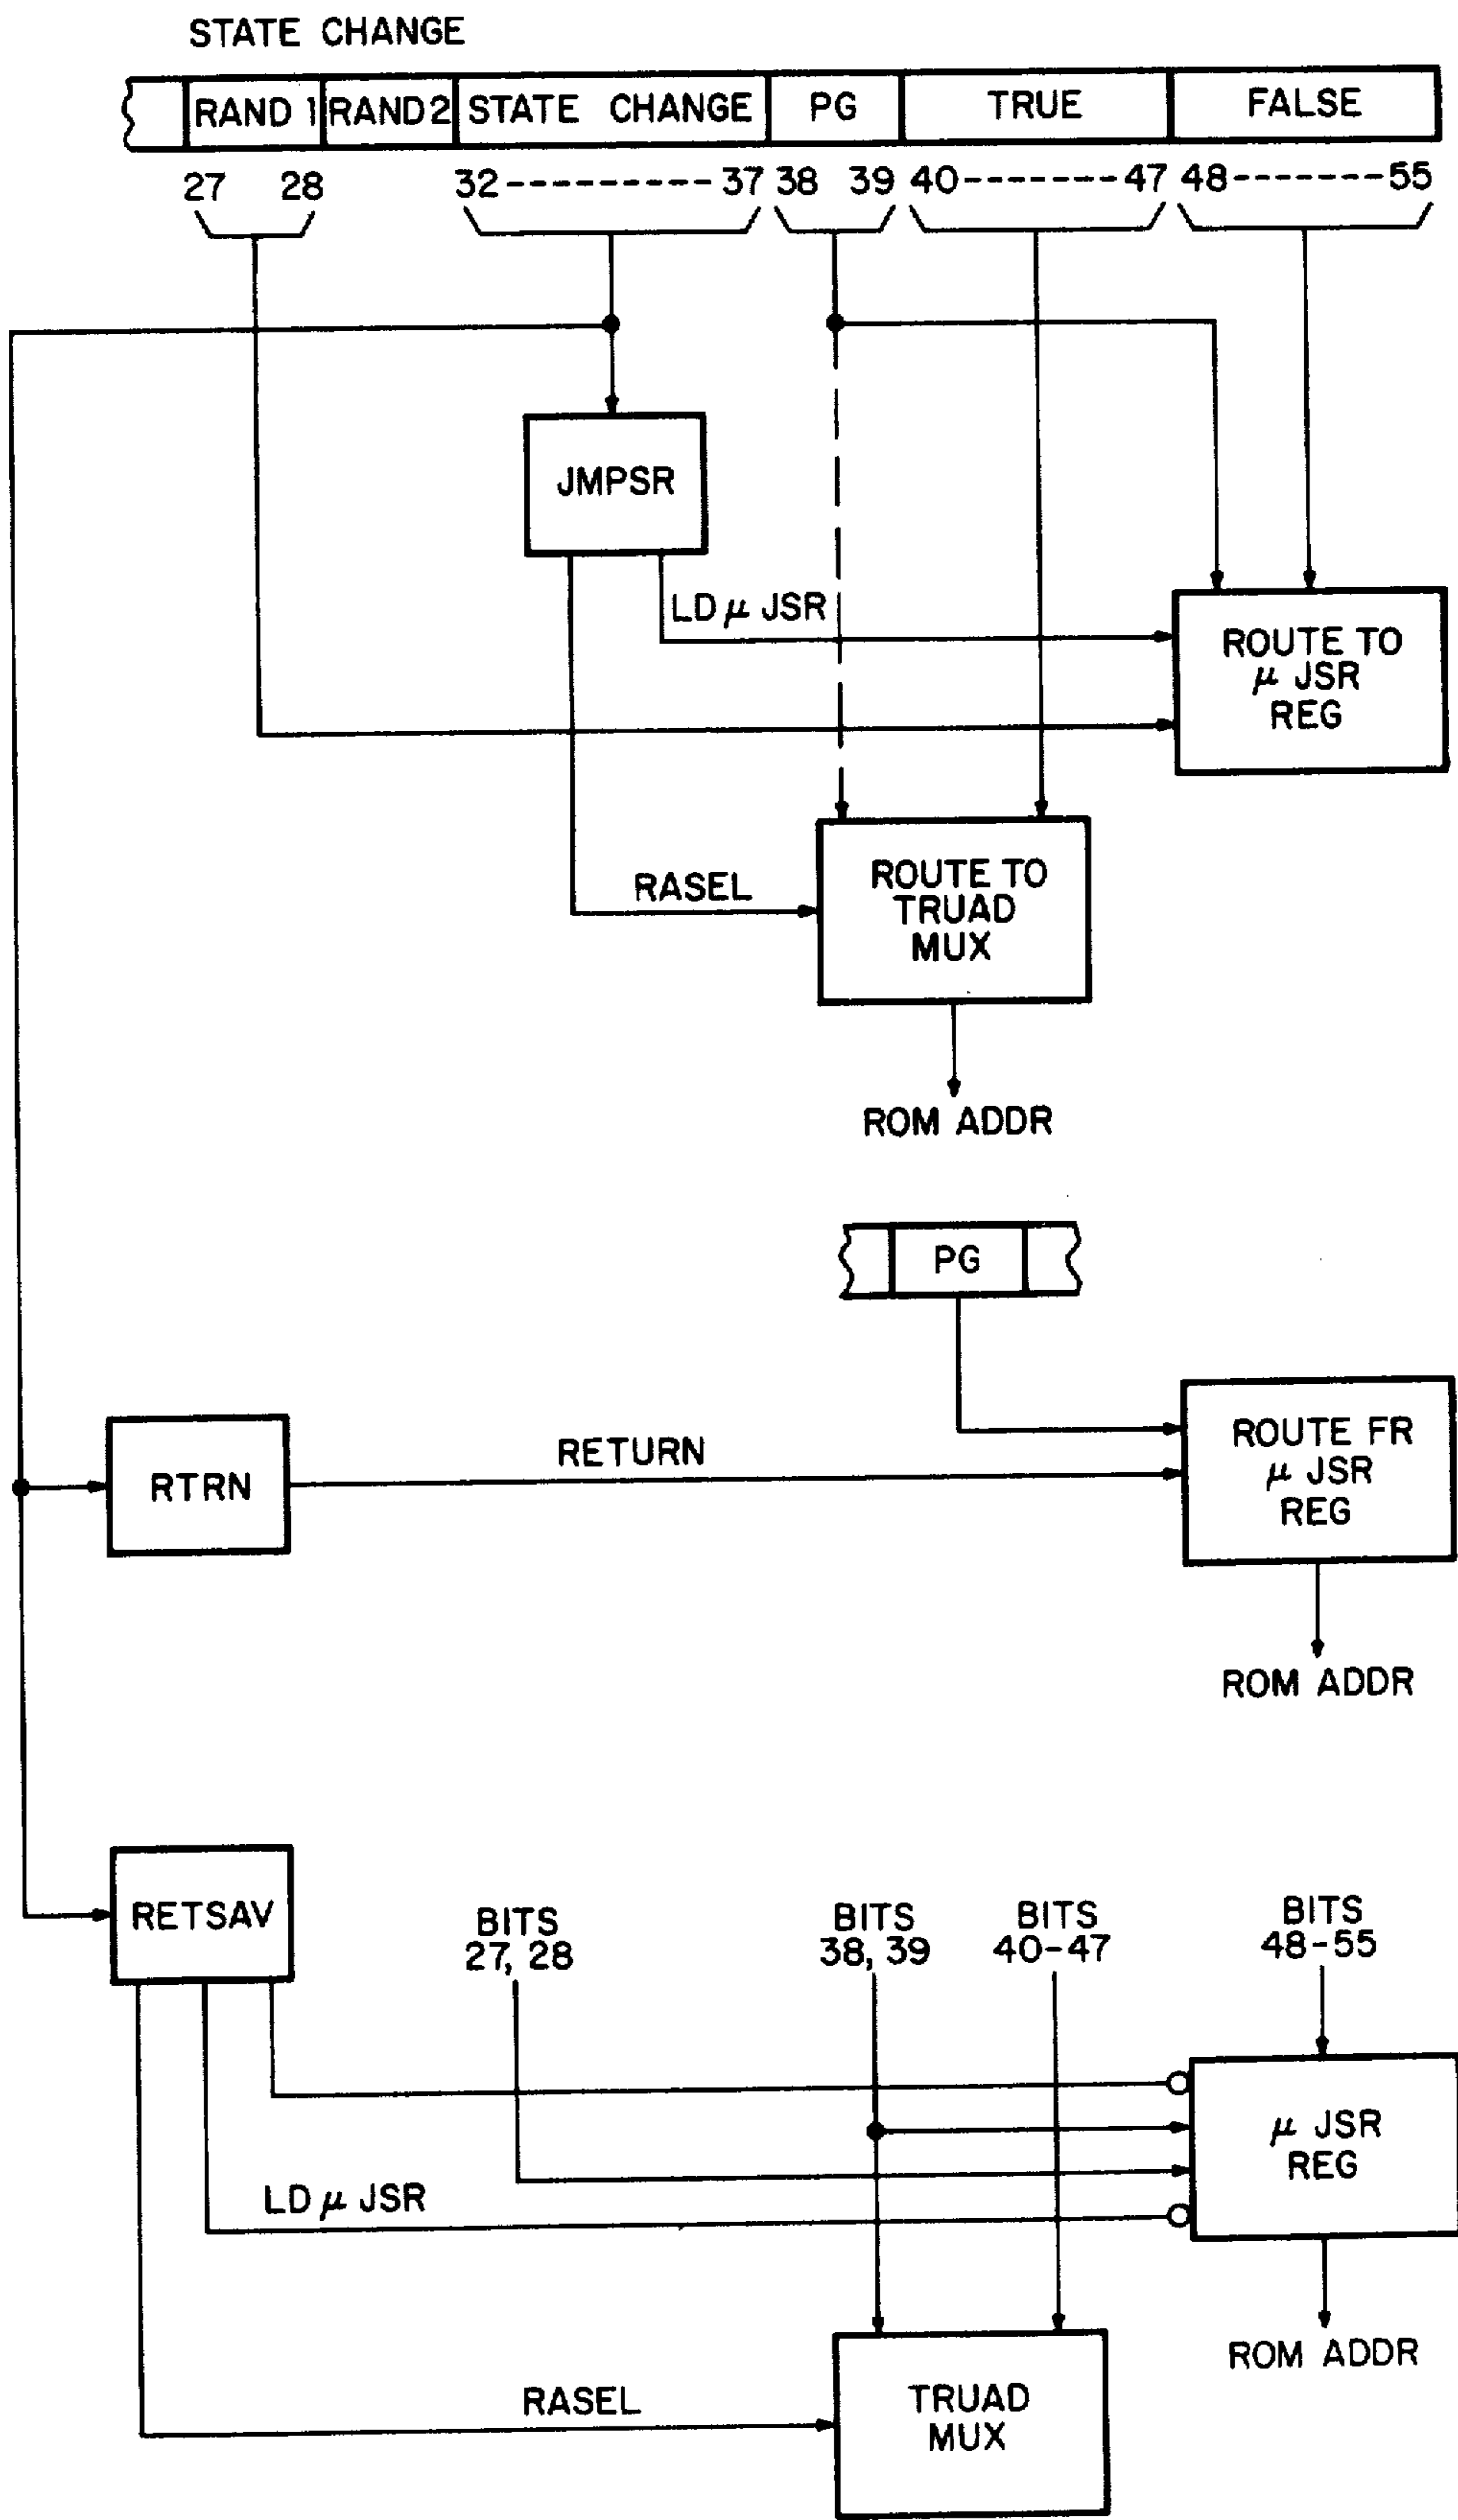 STATE CHANGE
RAND 1 RAND2 STATE CHANGE PG TRUE FALSE
27 28 32---------- 37 38 39 40--------47 48-------55
JMPSR
LD μ JSR
ROUTE TO
μ JSR
REG
RASEL
ROUTE TO
TRUAD
MUX
ROM ADDR
PG
RTRN
RETURN
ROUTE FR
μ JSR
REG
ROM ADDR
RETSAV
BITS
27, 28
BITS
38, 39
BITS
40-47
BITS
48-55
μ JSR
REG
LD μ JSR
ROM ADDR
RASEL
TRUAD
MUX